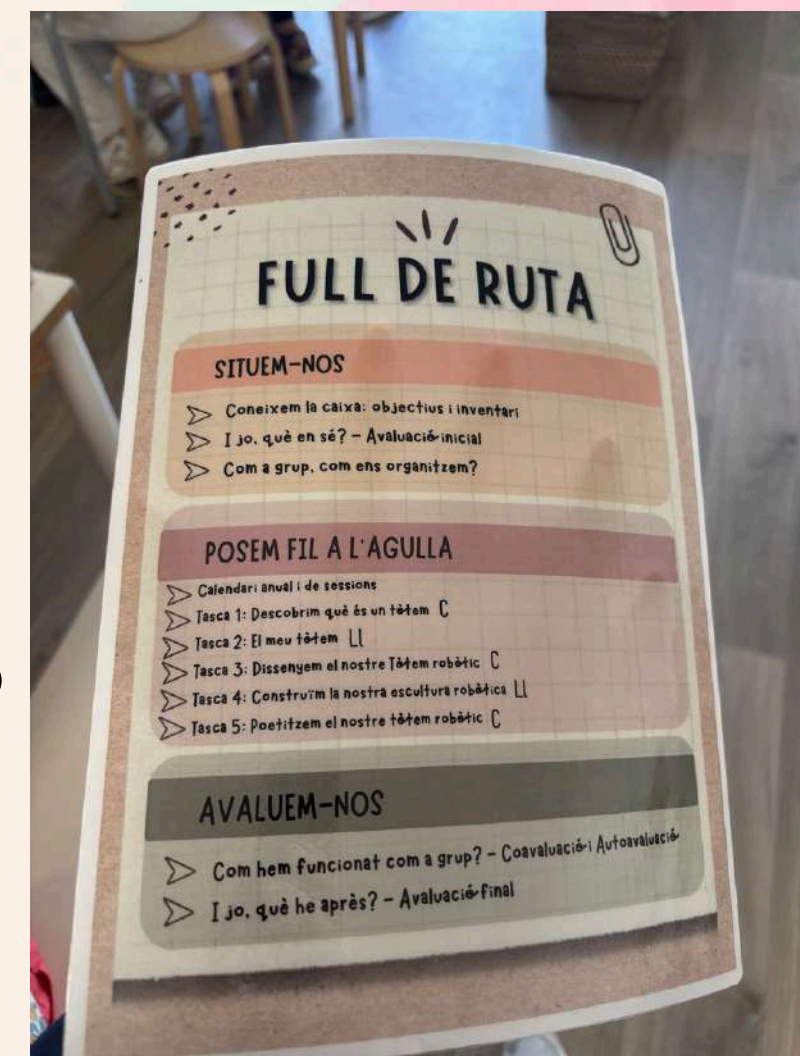 FULL DE RUTA
SITUEM-NOS
Coneixem la caixa: objectius i inventari
I jo, què en sé? - Avaluació inicial
Com a grup, com ens organitzem?
POSEM FIL A L'AGULLA
Calendari anual i de sessions
Tasca 1: Descobrim què és un tòtem C
Tasca 2: El meu tòtem Ll
Tasca 3: Dissenyem el nostre Tòtem robòtic C
Tasca 4: Construïm la nostra escultura robòtica Ll
Tasca 5: Poetitzem el nostre tòtem robòtic C
AVALUEM-NOS
Com hem funcionat com a grup? - Coavaluació i Autoavaluació
I jo, què he après? - Avaluació final